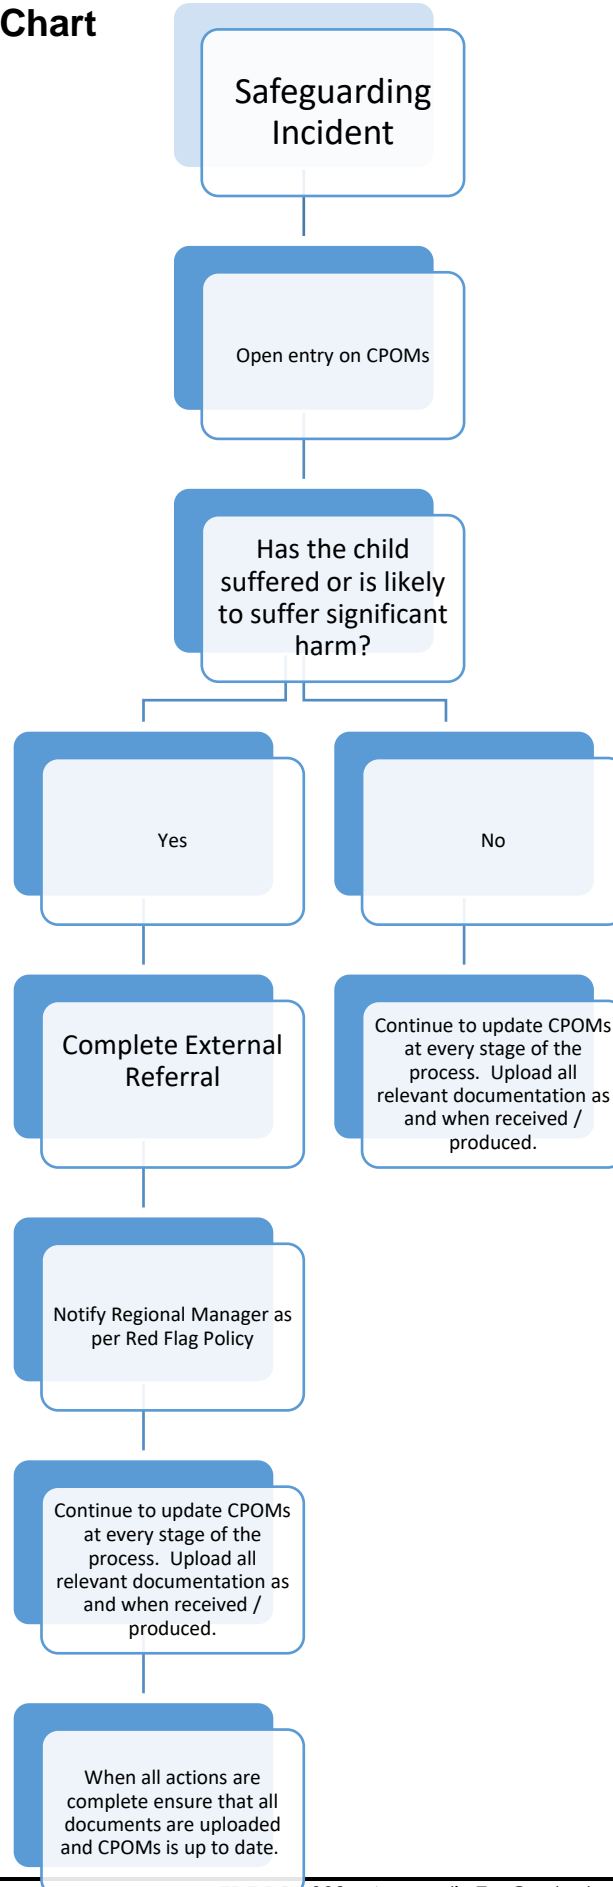 Chart
Safeguarding
Incident
Open entry on CPOMs
Has the child
suffered or is likely
to suffer significant
harm?
Yes
No
Complete External
Referral
Continue to update CPOMs
at every stage of the
process. Upload all
relevant documentation as
and when received /
produced.
Notify Regional Manager as
per Red Flag Policy
Continue to update CPOMs
at every stage of the
process. Upload all
relevant documentation as
and when received /
produced.
When all actions are
complete ensure that all
documents are uploaded
and CPOMs is up to date.